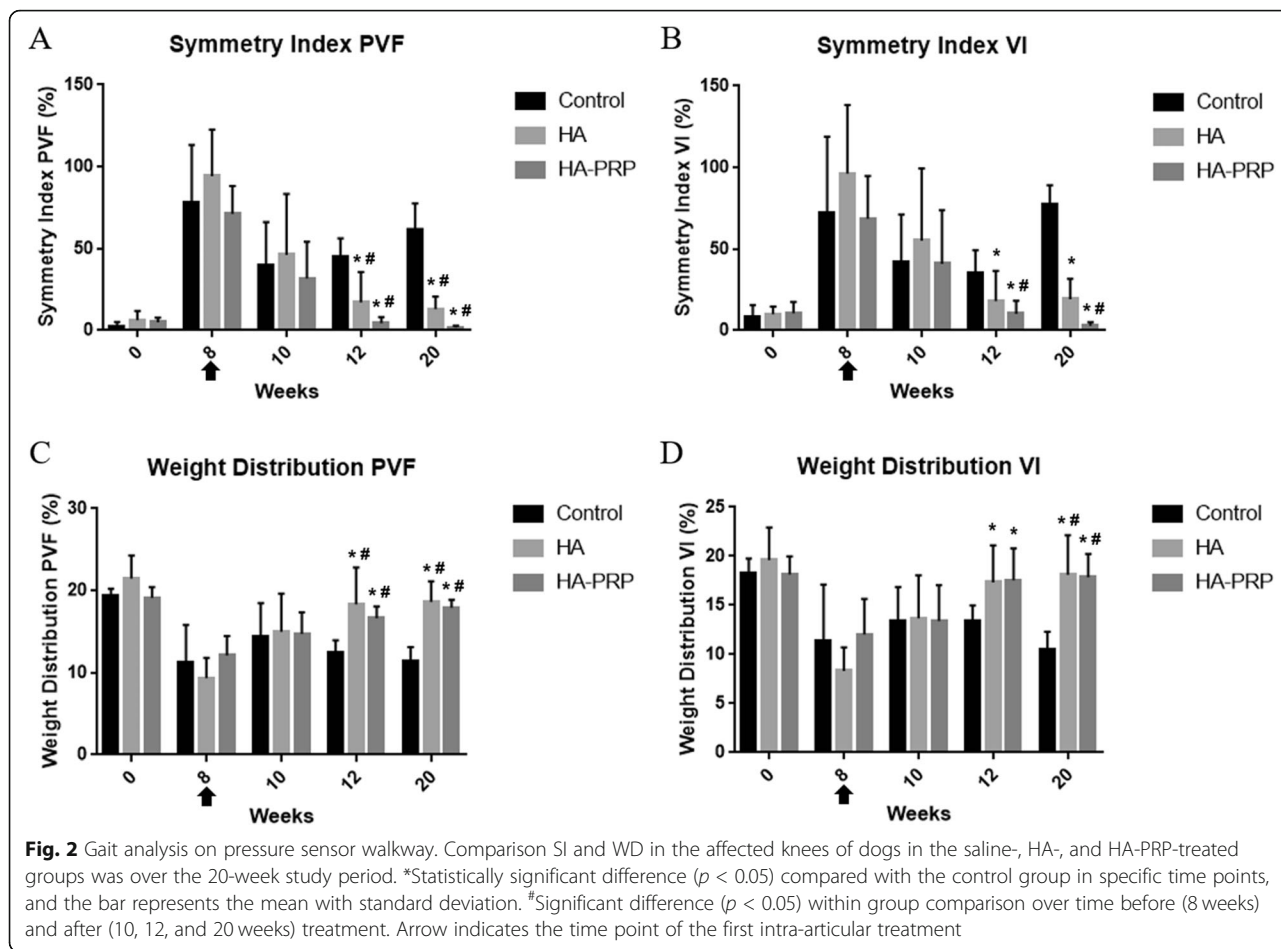 A
Symmetry Index PVF
Symmetry Index PVF (%)
150
100
50
0
* #
* #
* #
* #
0
8
10
12
20
Weeks
Control
HA
HA-PRP
B
Symmetry Index VI
Symmetry Index VI (%)
150
100
50
0
*
* #
*
* #
0
8
10
12
20
Weeks
Control
HA
HA-PRP
C
Weight Distribution PVF
Weight Distribution PVF (%)
30
20
10
0
* #
* #
* #
* #
0
8
10
12
20
Weeks
Control
HA
HA-PRP
D
Weight Distribution VI
Weight Distribution VI (%)
25
20
15
10
5
0
*
*
* #
* #
0
8
10
12
20
Weeks
Control
HA
HA-PRP
Fig. 2 Gait analysis on pressure sensor walkway. Comparison SI and WD in the affected knees of dogs in the saline-, HA-, and HA-PRP-treated
groups was over the 20-week study period. *Statistically significant difference (p < 0.05) compared with the control group in specific time points,
and the bar represents the mean with standard deviation. #Significant difference (p < 0.05) within group comparison over time before (8 weeks)
and after (10, 12, and 20 weeks) treatment. Arrow indicates the time point of the first intra-articular treatment